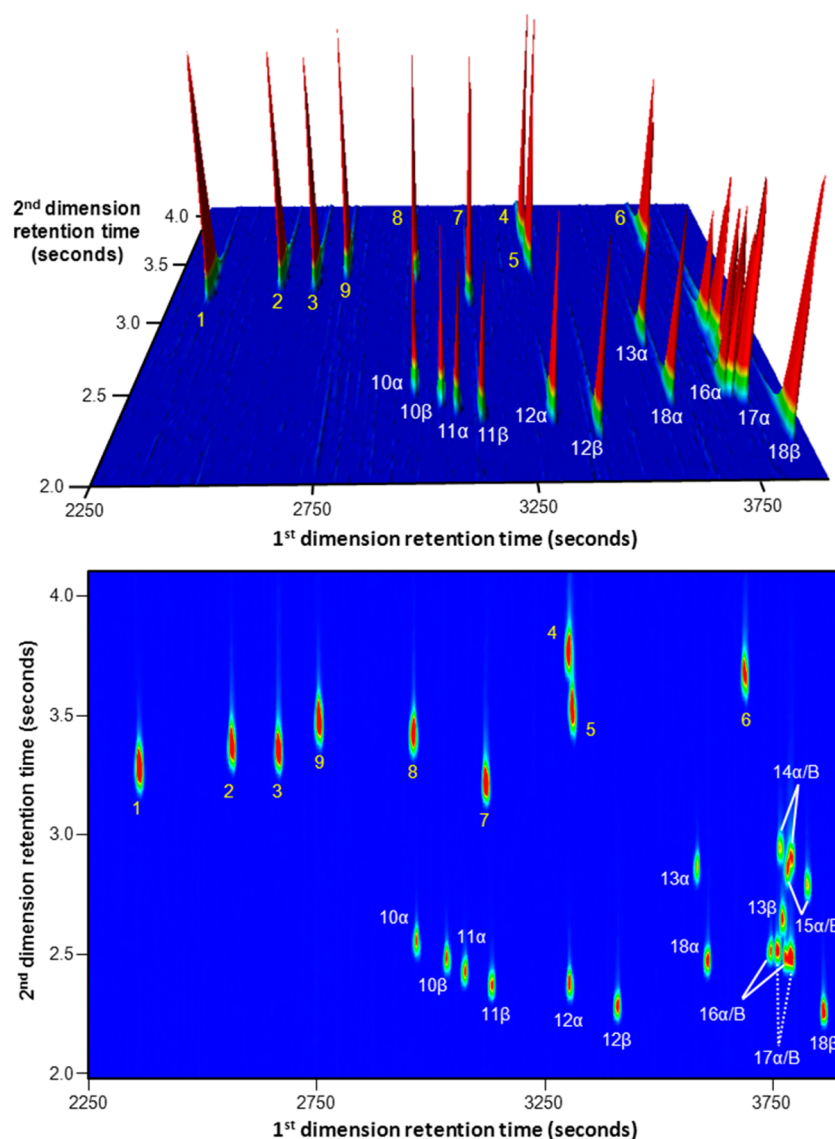 2nd dimension
retention time
(seconds)
4.0
3.5
3.0
2.5
2.0
8
7
4
6
5
1
2
3
9
10α
10β
11α
11β
12α
12β
13α
18α
16α
17α
18β
2250
2750
3250
3750
1st dimension retention time (seconds)
2nd dimension retention time (seconds)
4.0
3.5
3.0
2.5
2.0
4
5
6
1
2
3
9
8
7
14α/B
13α
13β
15α/B
10α
11α
10β
11β
18α
12α
12β
16α/B
17α/B
18β
2250
2750
3250
3750
1st dimension retention time (seconds)